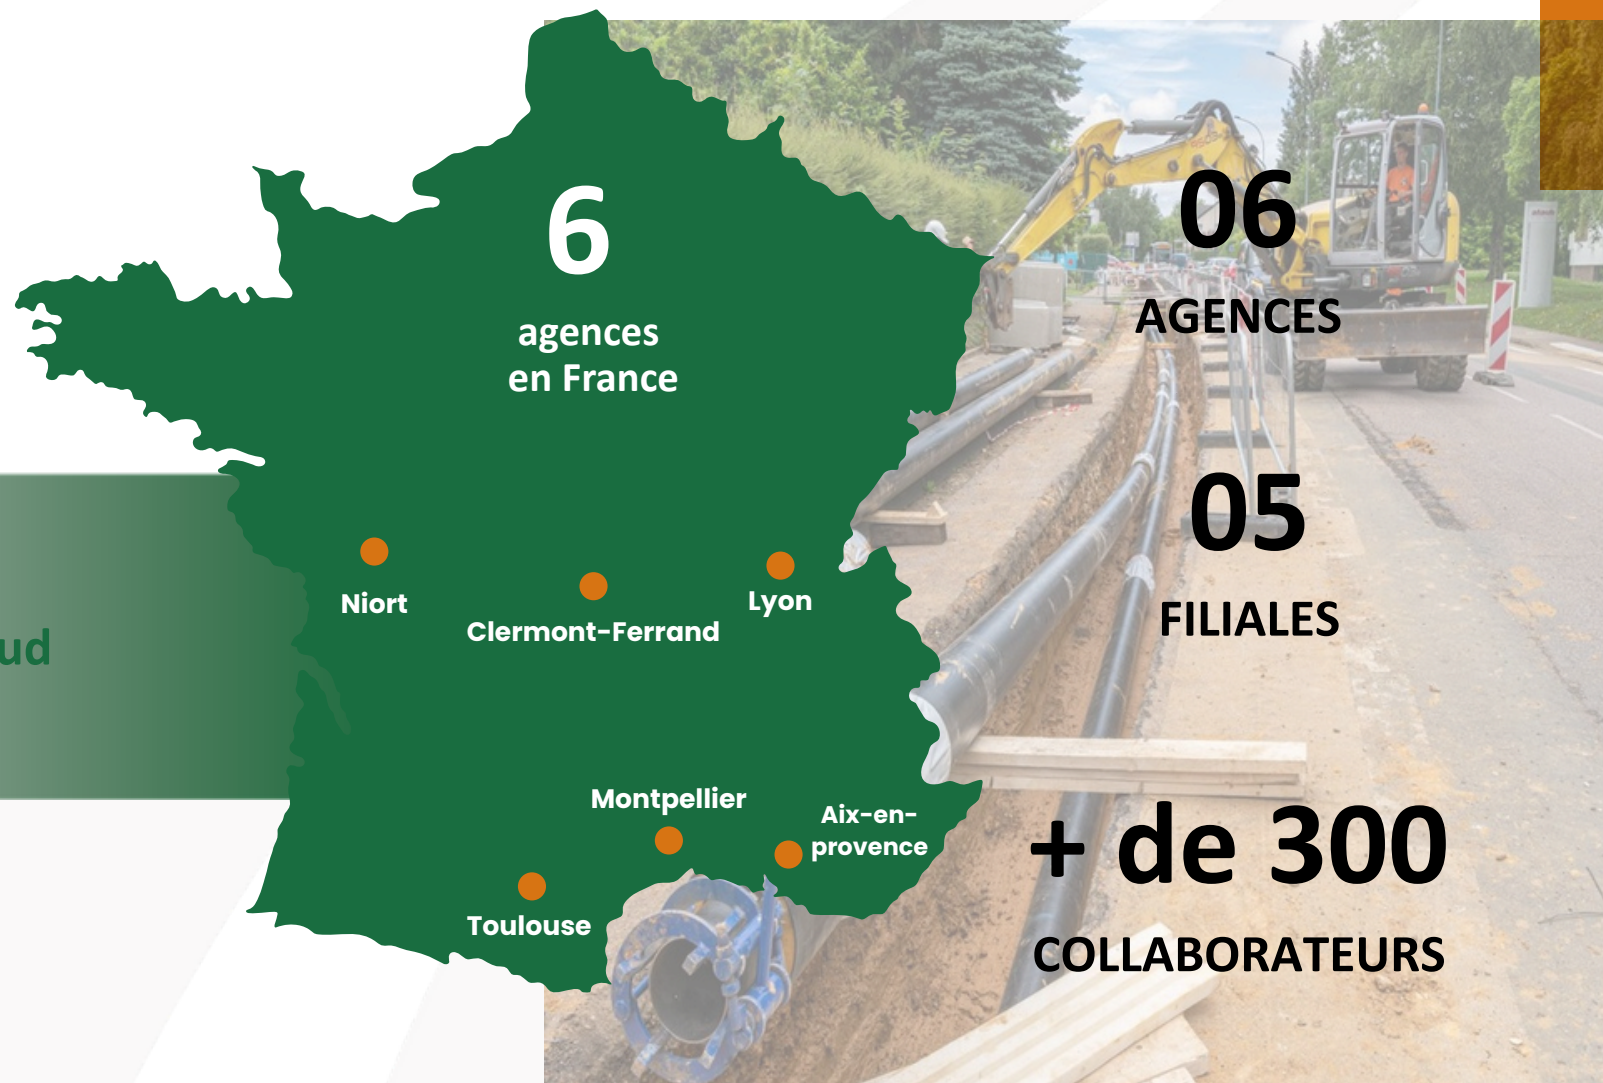 6
agences
en France
Niort
Clermont-Ferrand
Lyon
ud
Montpellier
Aix-en-
provence
Toulouse
06
AGENCES
05
FILIALES
+ de 300
COLLABORATEURS